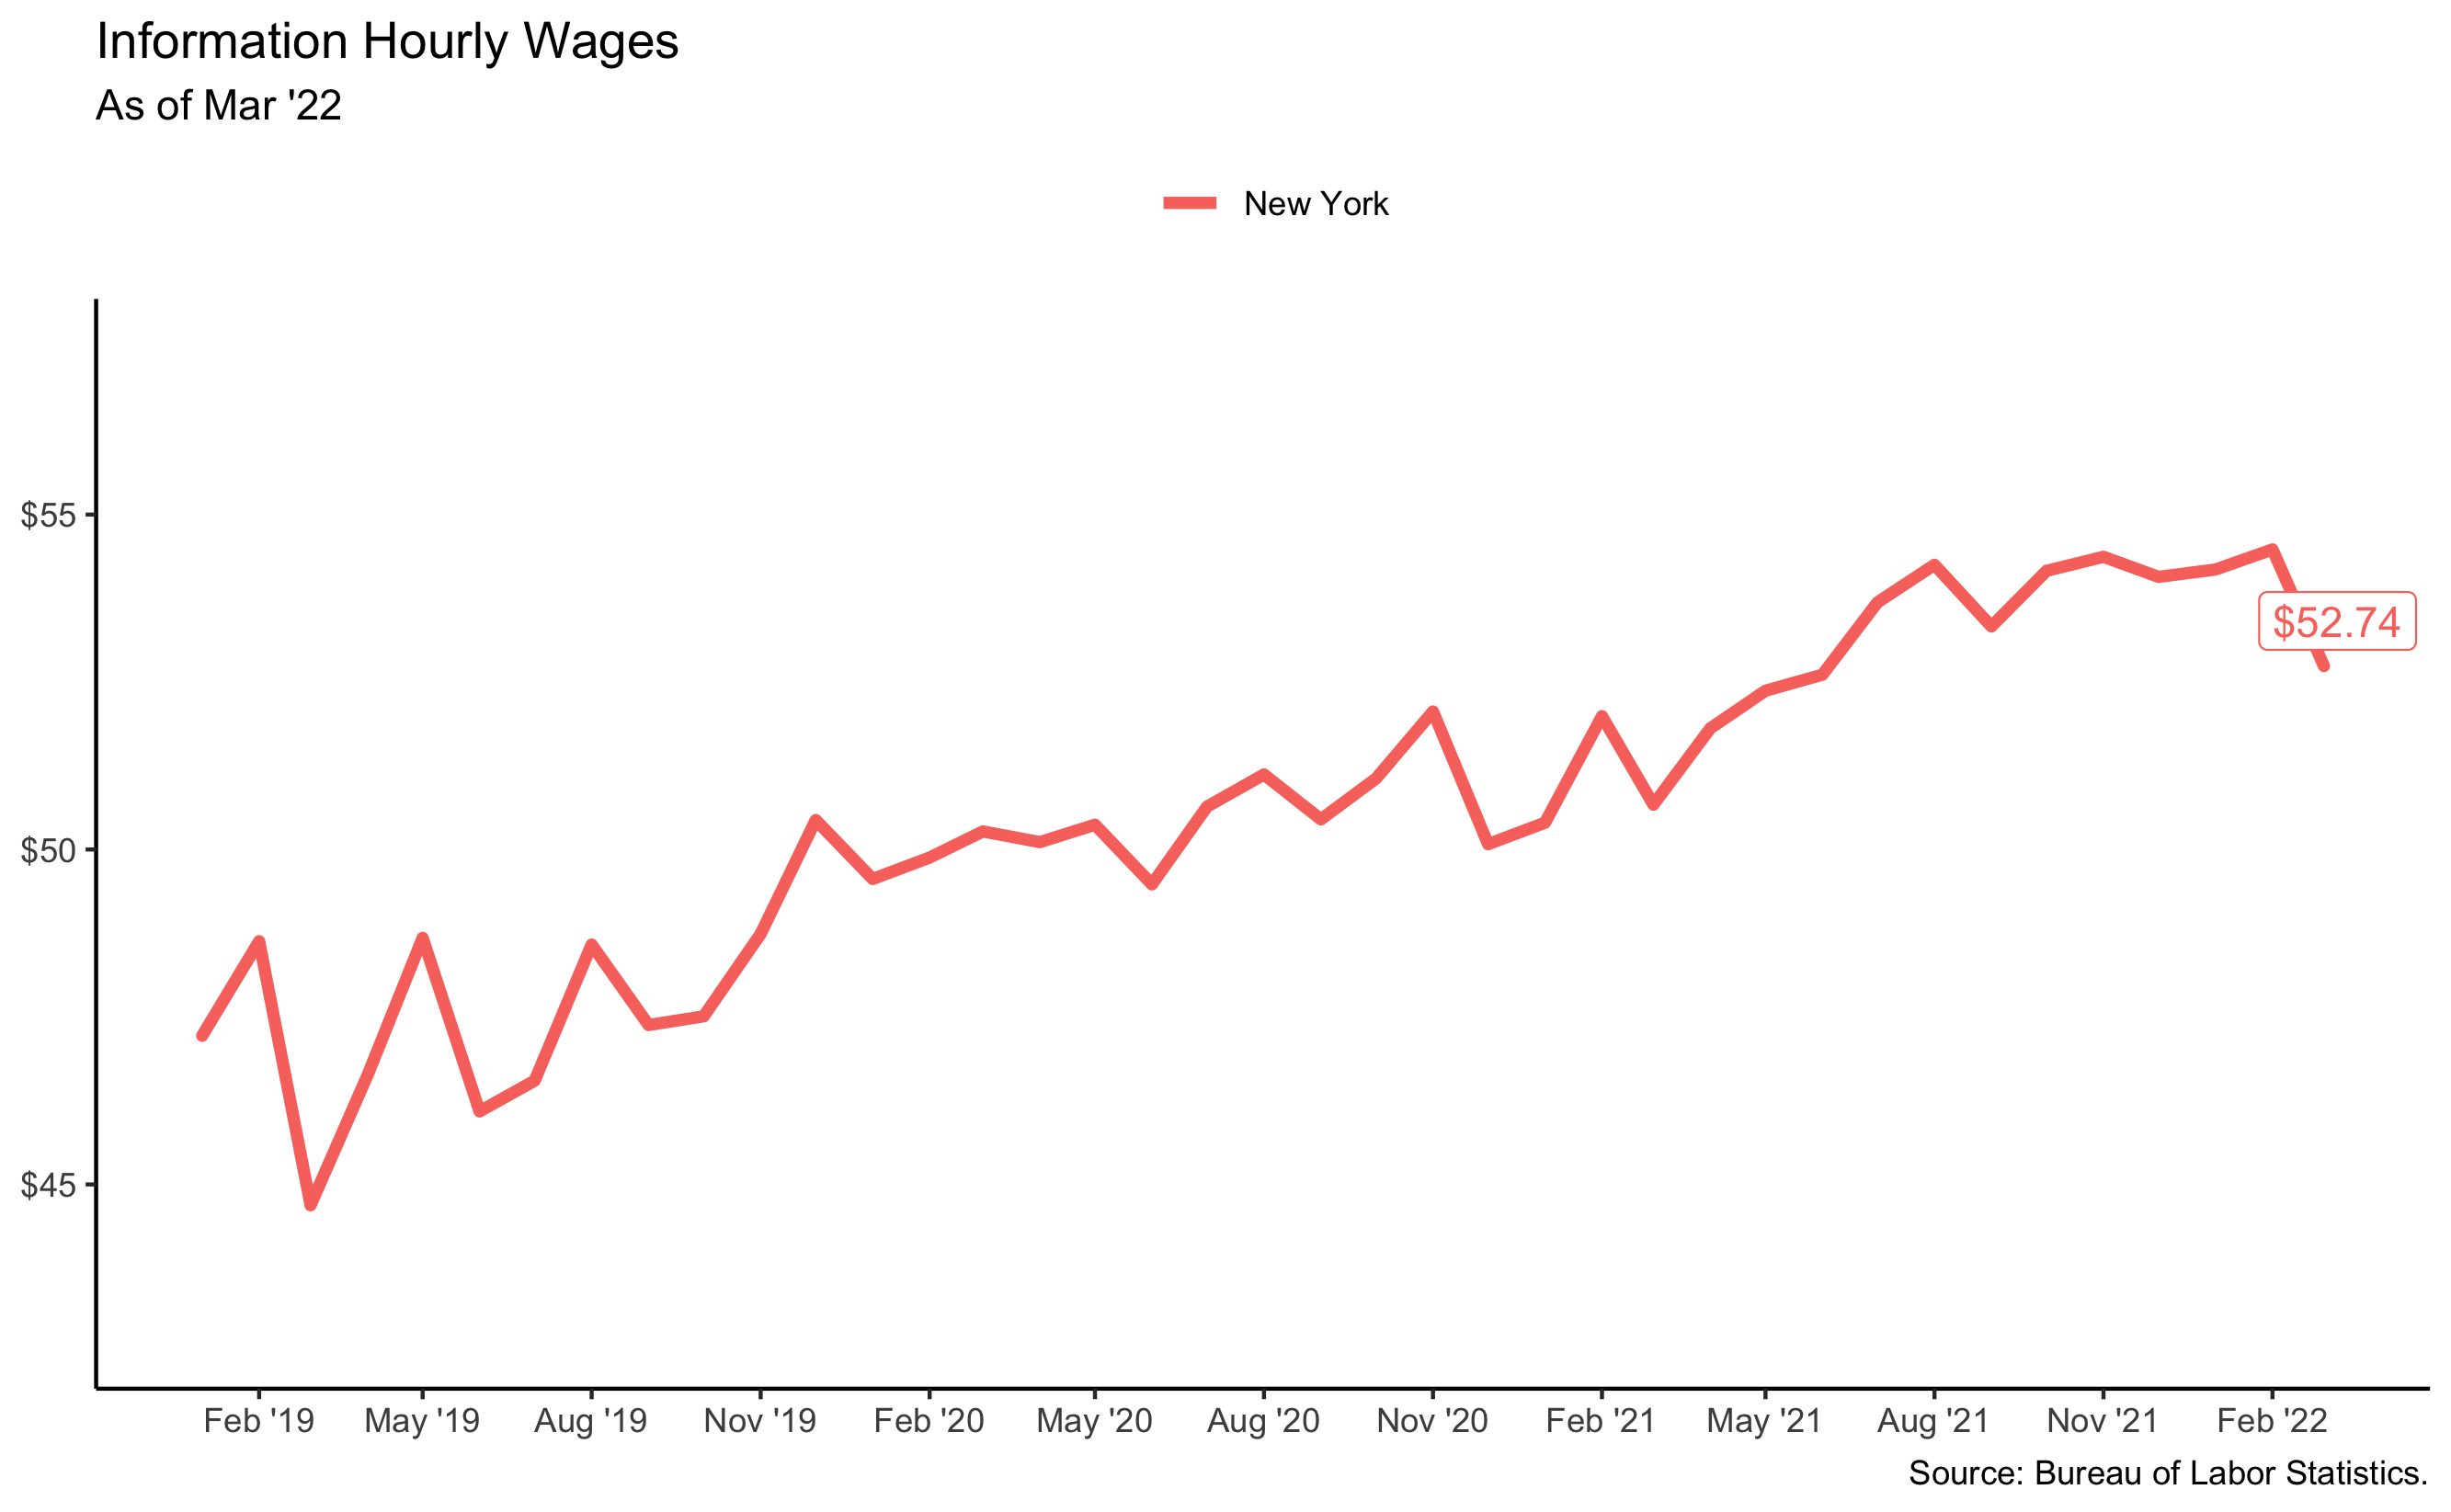 Information Hourly Wages
As of Mar '22
New York
$55
$50
$45
$52.74
Feb '19 May '19 Aug '19 Nov '19 Feb '20 May '20 Aug '20 Nov '20 Feb '21 May '21 Aug '21 Nov '21 Feb '22
Source: Bureau of Labor Statistics.